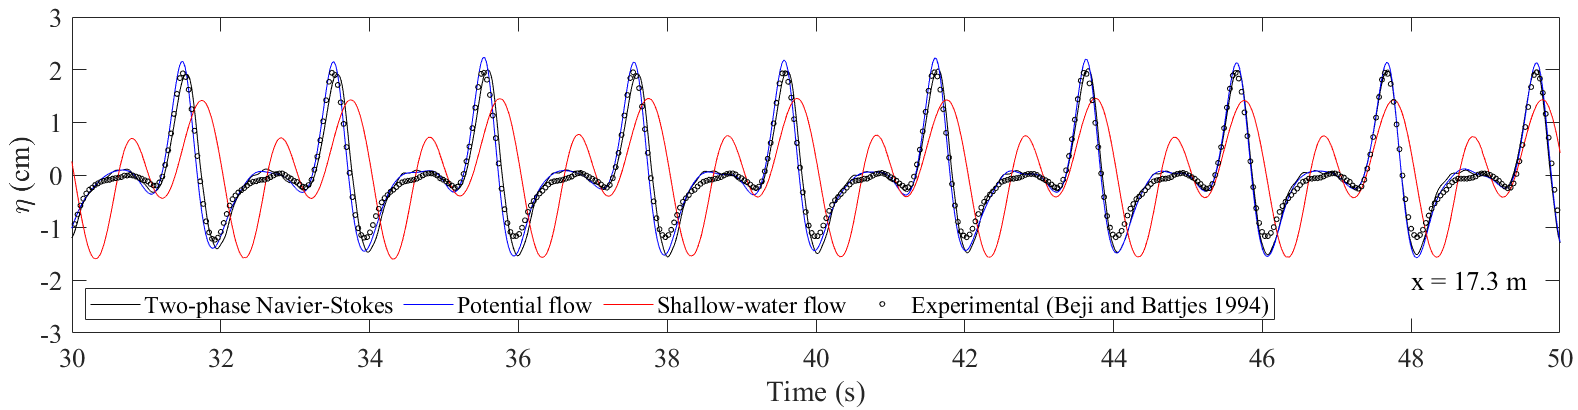 3
2
1
0
-1
-2
-3
η (cm)
x = 17.3 m
Two-phase Navier-Stokes Potential flow Shallow-water flow Experimental (Beji and Battjes 1994)
30 32 34 36 38 40 42 44 46 48 50
Time (s)